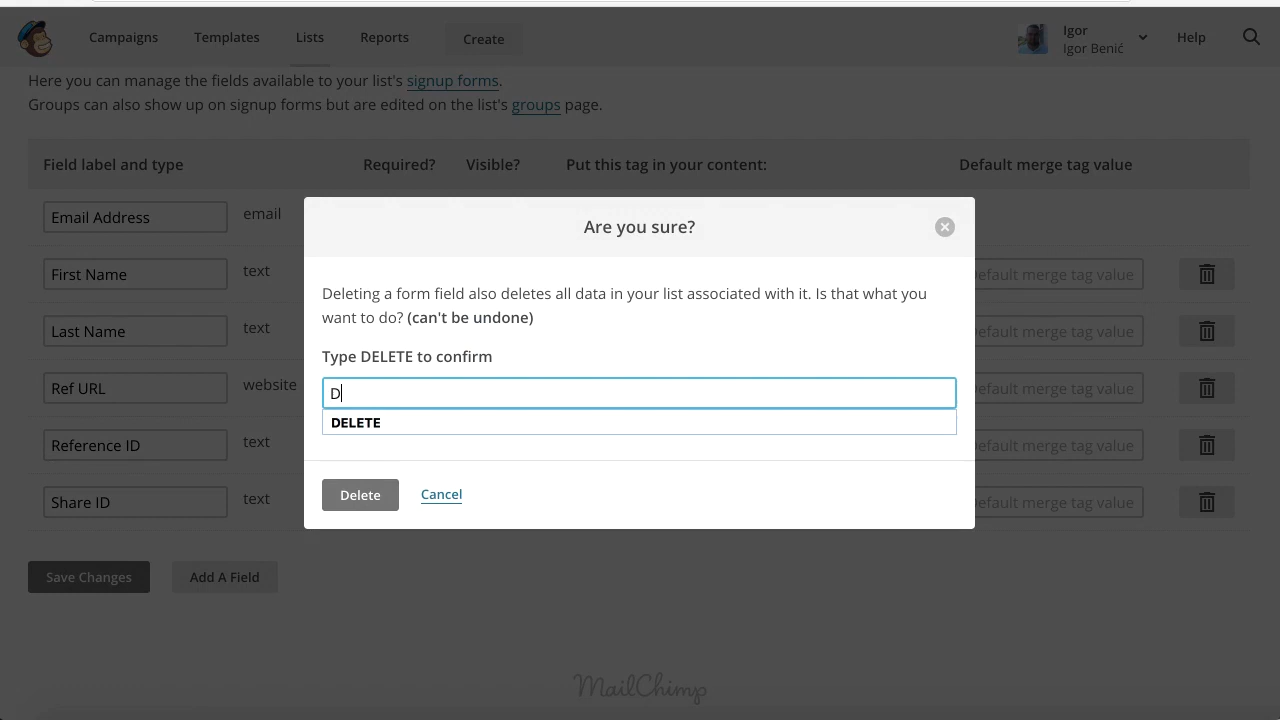 Campaigns Templates Lists Reports Create Igor Help
Igor Benić
Here you can manage the fields available to your list's signup forms.
Groups can also show up on signup forms but are edited on the list's groups page.
Field label and type Required? Visible? Put this tag in your content: Default merge tag value
Email Address email
First Name text efault merge tag value
Last Name text efault merge tag value
Ref URL website efault merge tag value
Reference ID text efault merge tag value
Share ID text efault merge tag value
Are you sure?
Deleting a form field also deletes all data in your list associated with it. Is that what you
want to do? (can't be undone)
Type DELETE to confirm
D
DELETE
Delete Cancel
Save Changes Add A Field
MailChimp